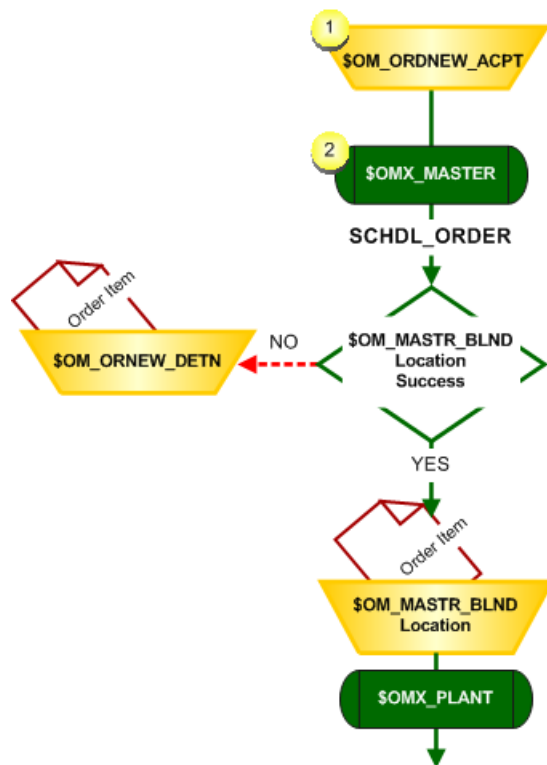 1
$OM_ORDNEW_ACPT
2
$OMX_MASTER
SCHDL_ORDER
Order Item
$OM_ORNEW_DETN
NO
$OM_MASTR_BLND
Location
Success
YES
Order Item
$OM_MASTR_BLND
Location
$OMX_PLANT